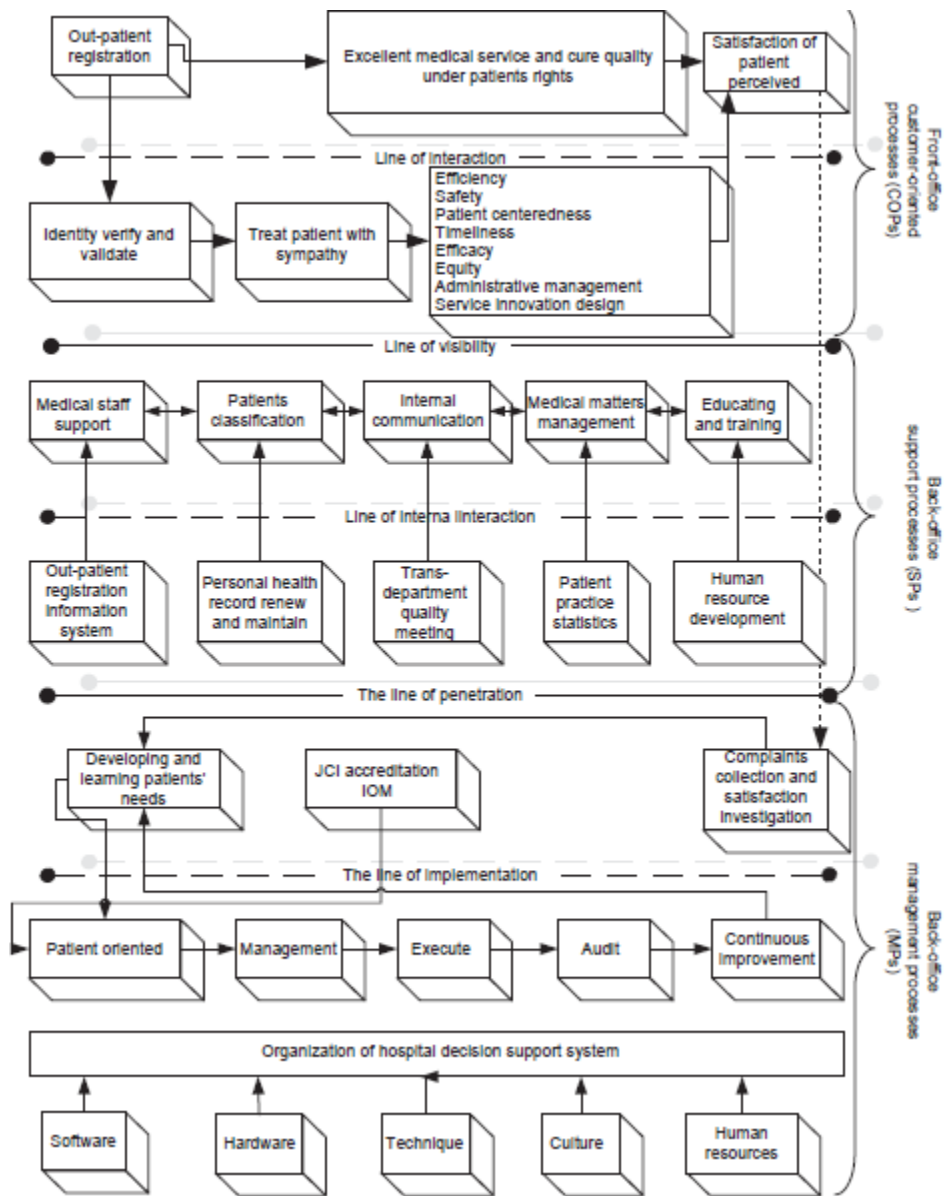 Out-patient
registration
Excellent medical service and cure quality
under patients rights
Satisfaction of
patient
perceived
Line of interaction
Identity verify and
validate
Treat patient with
sympathy
Efficiency
Safety
Patient centeredness
Timeliness
Efficacy
Equity
Administrative management
Service innovation design
Front-office
customer-oriented
processes (COPs)
Line of visibility
Medical staff
support
Patients
classification
Internal
communication
Medical matters
management
Educating
and training
Line of interna linteraction
Out-patient
registration
information
system
Personal health
record renew
and maintain
Trans-
department
quality
meeting
Patient
practice
statistics
Human
resource
development
Back-office
support processes (SPs )
The line of penetration
Developing and
learning patients'
needs
JCI accreditation
IOM
Complaints
collection and
satisfaction
investigation
The line of implementation
Patient oriented
Management
Execute
Audit
Continuous
improvement
Back-office
management processes
(MPs)
Organization of hospital decision support system
Software
Hardware
Technique
Culture
Human
resources